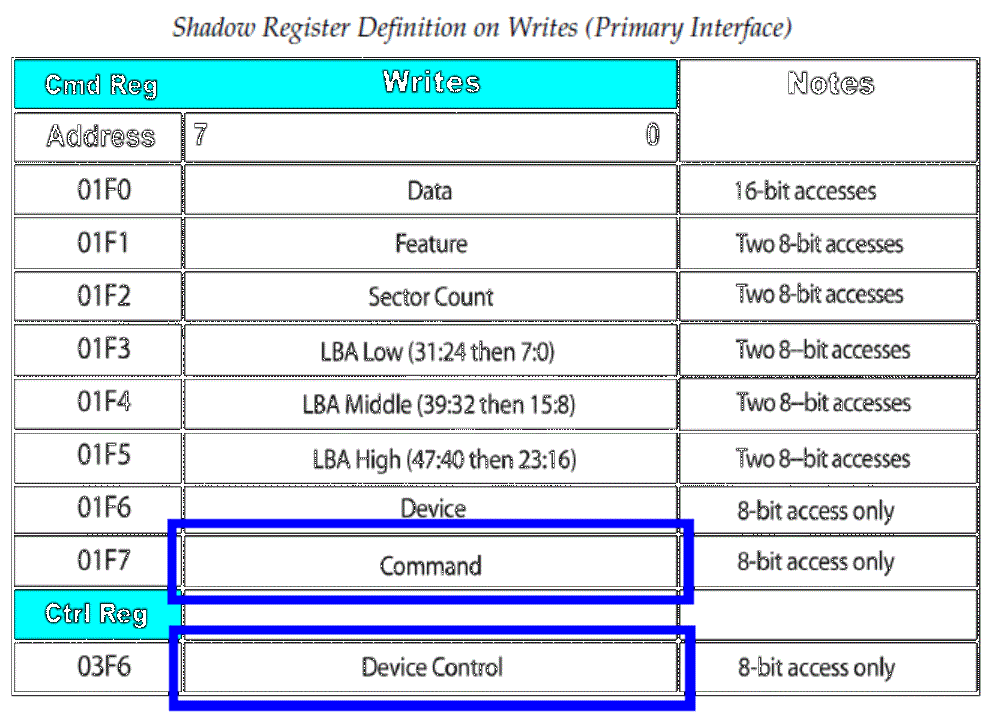 Shadow Register Definition on Writes (Primary Interface)
Cmd Reg Writes Notes
Address 7 0
01F0 Data 16-bit accesses
01F1 Feature Two 8-bit accesses
01F2 Sector Count Two 8-bit accesses
01F3 LBA Low (31:24 then 7:0) Two 8--bit accesses
01F4 LBA Middle (39:32 then 15:8) Two 8--bit accesses
01F5 LBA High (47:40 then 23:16) Two 8--bit accesses
01F6 Device 8-bit access only
01F7 Command 8-bit access only
Ctrl Reg
03F6 Device Control 8-bit access only